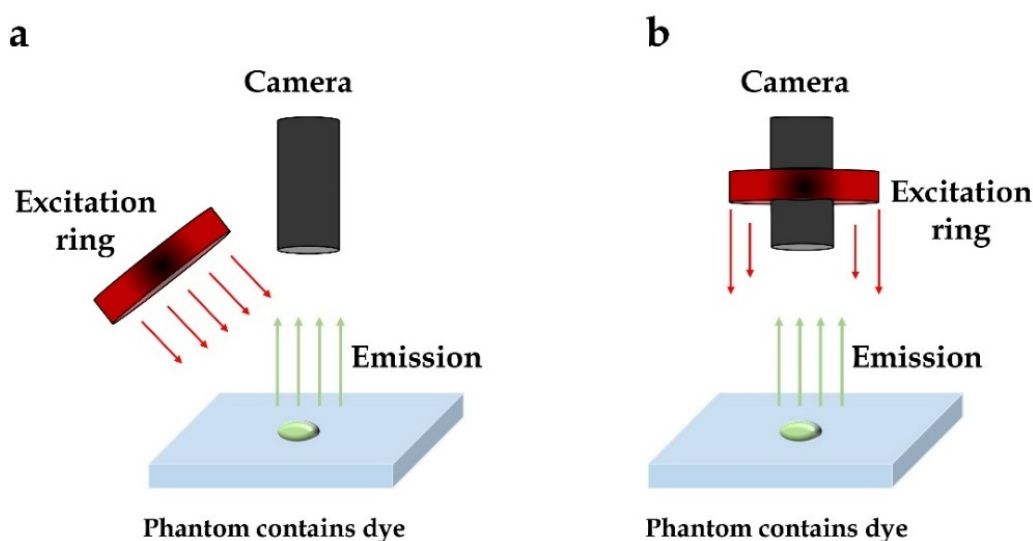 a
Camera
Excitation
ring
Emission
Phantom contains dye
b
Camera
Excitation
ring
Emission
Phantom contains dye